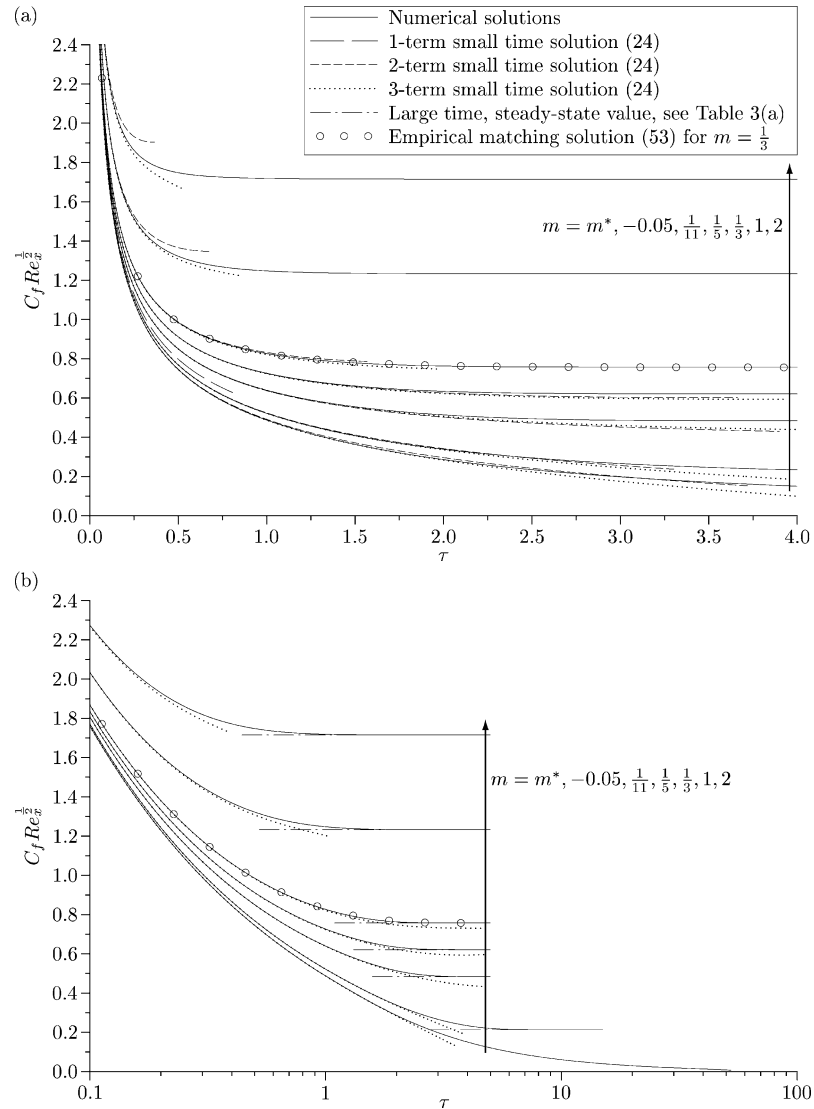 (a)
Numerical solutions
1-term small time solution (24)
2-term small time solution (24)
3-term small time solution (24)
Large time, steady-state value, see Table 3(a)
Empirical matching solution (53) for m = 1/3
2.4
2.2
2.0
1.8
1.6
1.4
1.2
1.0
0.8
0.6
0.4
0.2
0.0
C_f Re_x^{1/2}
m = m*, −0.05, 1/11, 1/5, 1/3, 1, 2
0.0 0.5 1.0 1.5 2.0 2.5 3.0 3.5 4.0
τ
(b)
2.4
2.2
2.0
1.8
1.6
1.4
1.2
1.0
0.8
0.6
0.4
0.2
0.0
C_f Re_x^{1/2}
m = m*, −0.05, 1/11, 1/5, 1/3, 1, 2
0.1 1 10 100
τ